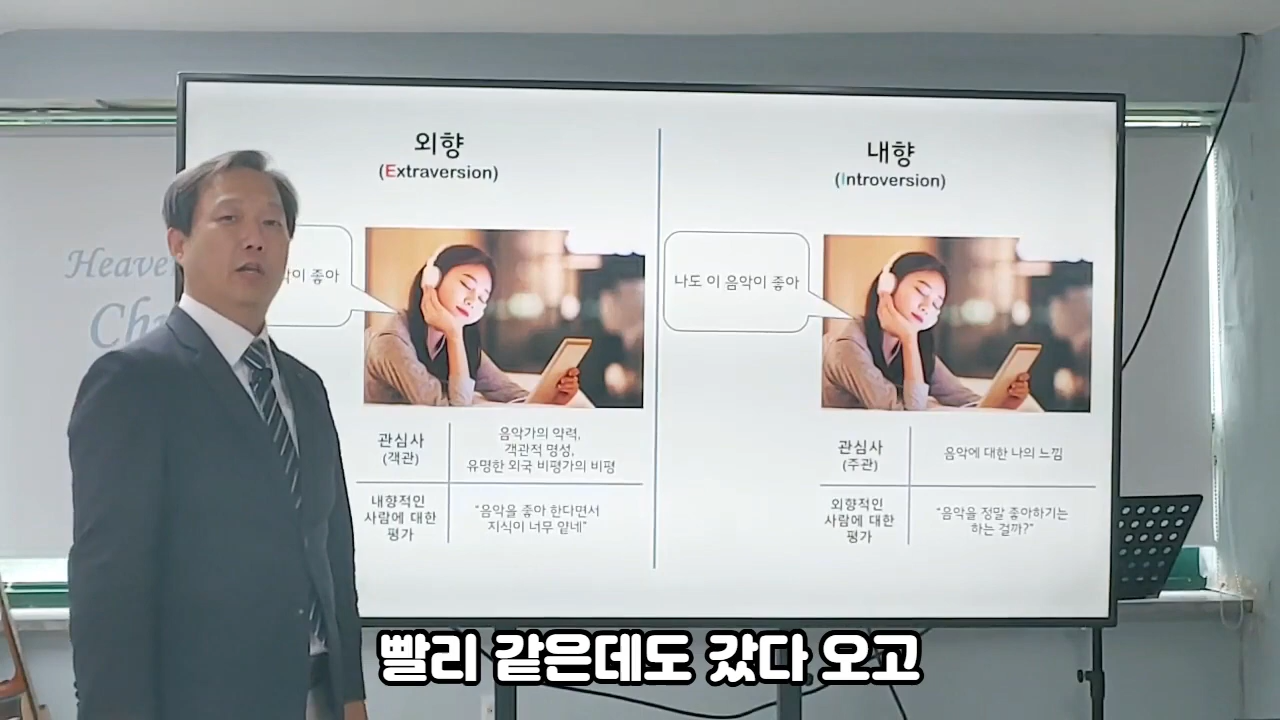 외향
(Extraversion)
내향
(Introversion)
좋아
나도 이 음악이 좋아
관심사
(객관)
음악가의 약력,
객관적 명성,
유명한 외국 비평가의 비평
내향적인
사람에 대한
평가
"음악을 좋아 한다면서
지식이 너무 얕네"
관심사
(주관)
음악에 대한 나의 느낌
외향적인
사람에 대한
평가
"음악을 정말 좋아하기는
하는 걸까?"
빨리 같은데도 갔다 오고